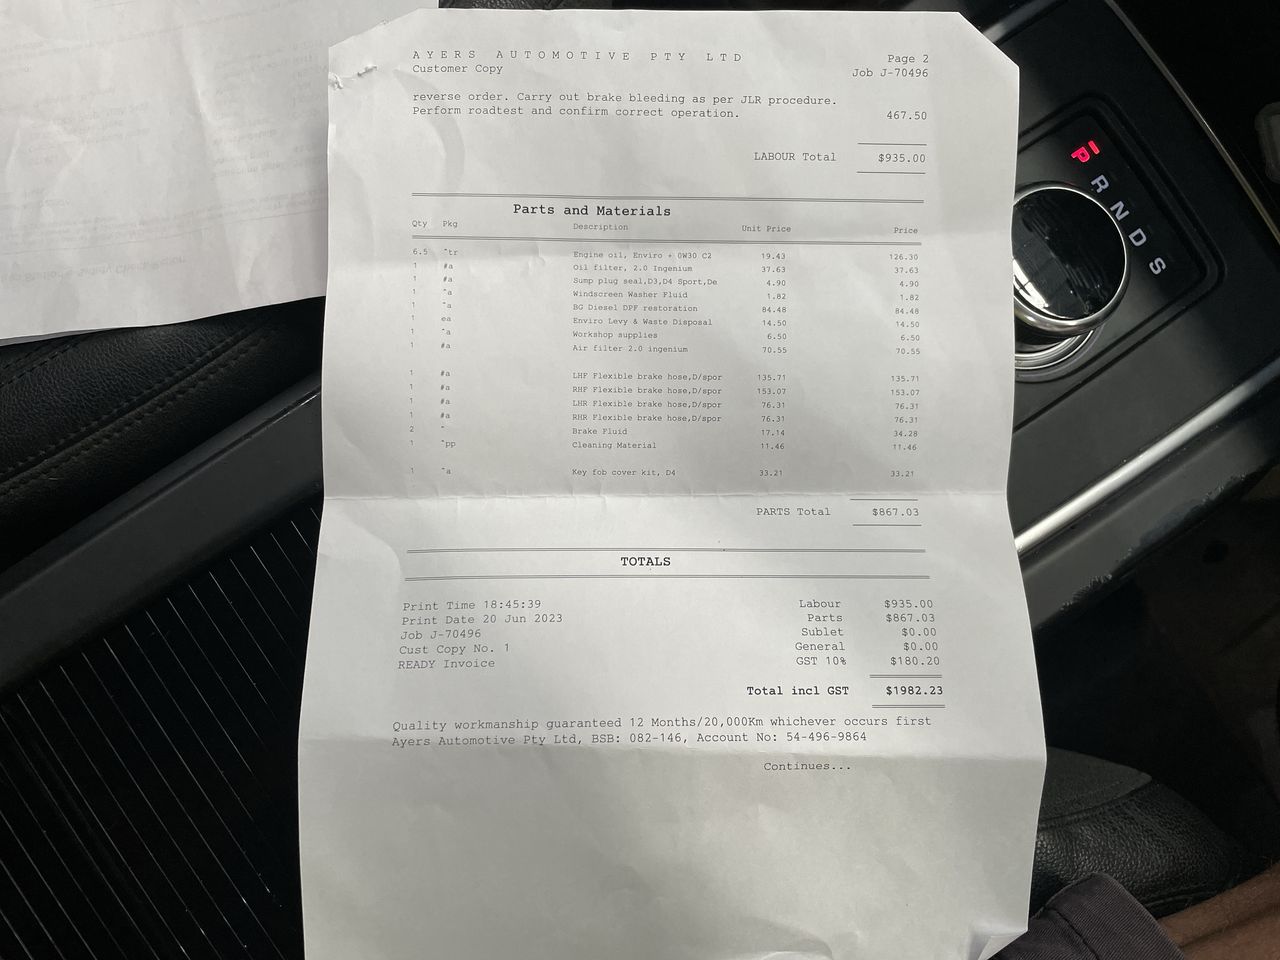 AYERS AUTOMOTIVE PTY LTD Page 2
Customer Copy Job J-70496
reverse order. Carry out brake bleeding as per JLR procedure.
Perform roadtest and confirm correct operation. 467.50
LABOUR Total $935.00
Parts and Materials
Qty Pkg Description Unit Price Price
6.5 ^tr Engine oil, Enviro + 0W30 C2 19.43 126.30
1 #a Oil filter, 2.0 Ingenium 37.63 37.63
1 #a Sump plug seal,D3,D4 Sport,De 4.90 4.90
1 ^a Windscreen Washer Fluid 1.82 1.82
1 ^a BG Diesel DPF restoration 84.48 84.48
1 ea Enviro Levy & Waste Disposal 14.50 14.50
1 ^a Workshop supplies 6.50 6.50
1 #a Air filter 2.0 ingenium 70.55 70.55
1 #a LHF Flexible brake hose,D/spor 135.71 135.71
1 #a RHF Flexible brake hose,D/spor 153.07 153.07
1 #a LHR Flexible brake hose,D/spor 76.31 76.31
1 #a RHR Flexible brake hose,D/spor 76.31 76.31
2 ^ Brake Fluid 17.14 34.28
1 ^pp Cleaning Material 11.46 11.46
1 ^a Key fob cover kit, D4 33.21 33.21
PARTS Total $867.03
TOTALS
Print Time 18:45:39 Labour $935.00
Print Date 20 Jun 2023 Parts $867.03
Job J-70496 Sublet $0.00
Cust Copy No. 1 General $0.00
READY Invoice GST 10% $180.20
Total incl GST $1982.23
Quality workmanship guaranteed 12 Months/20,000Km whichever occurs first
Ayers Automotive Pty Ltd, BSB: 082-146, Account No: 54-496-9864
Continues...
P R N D S